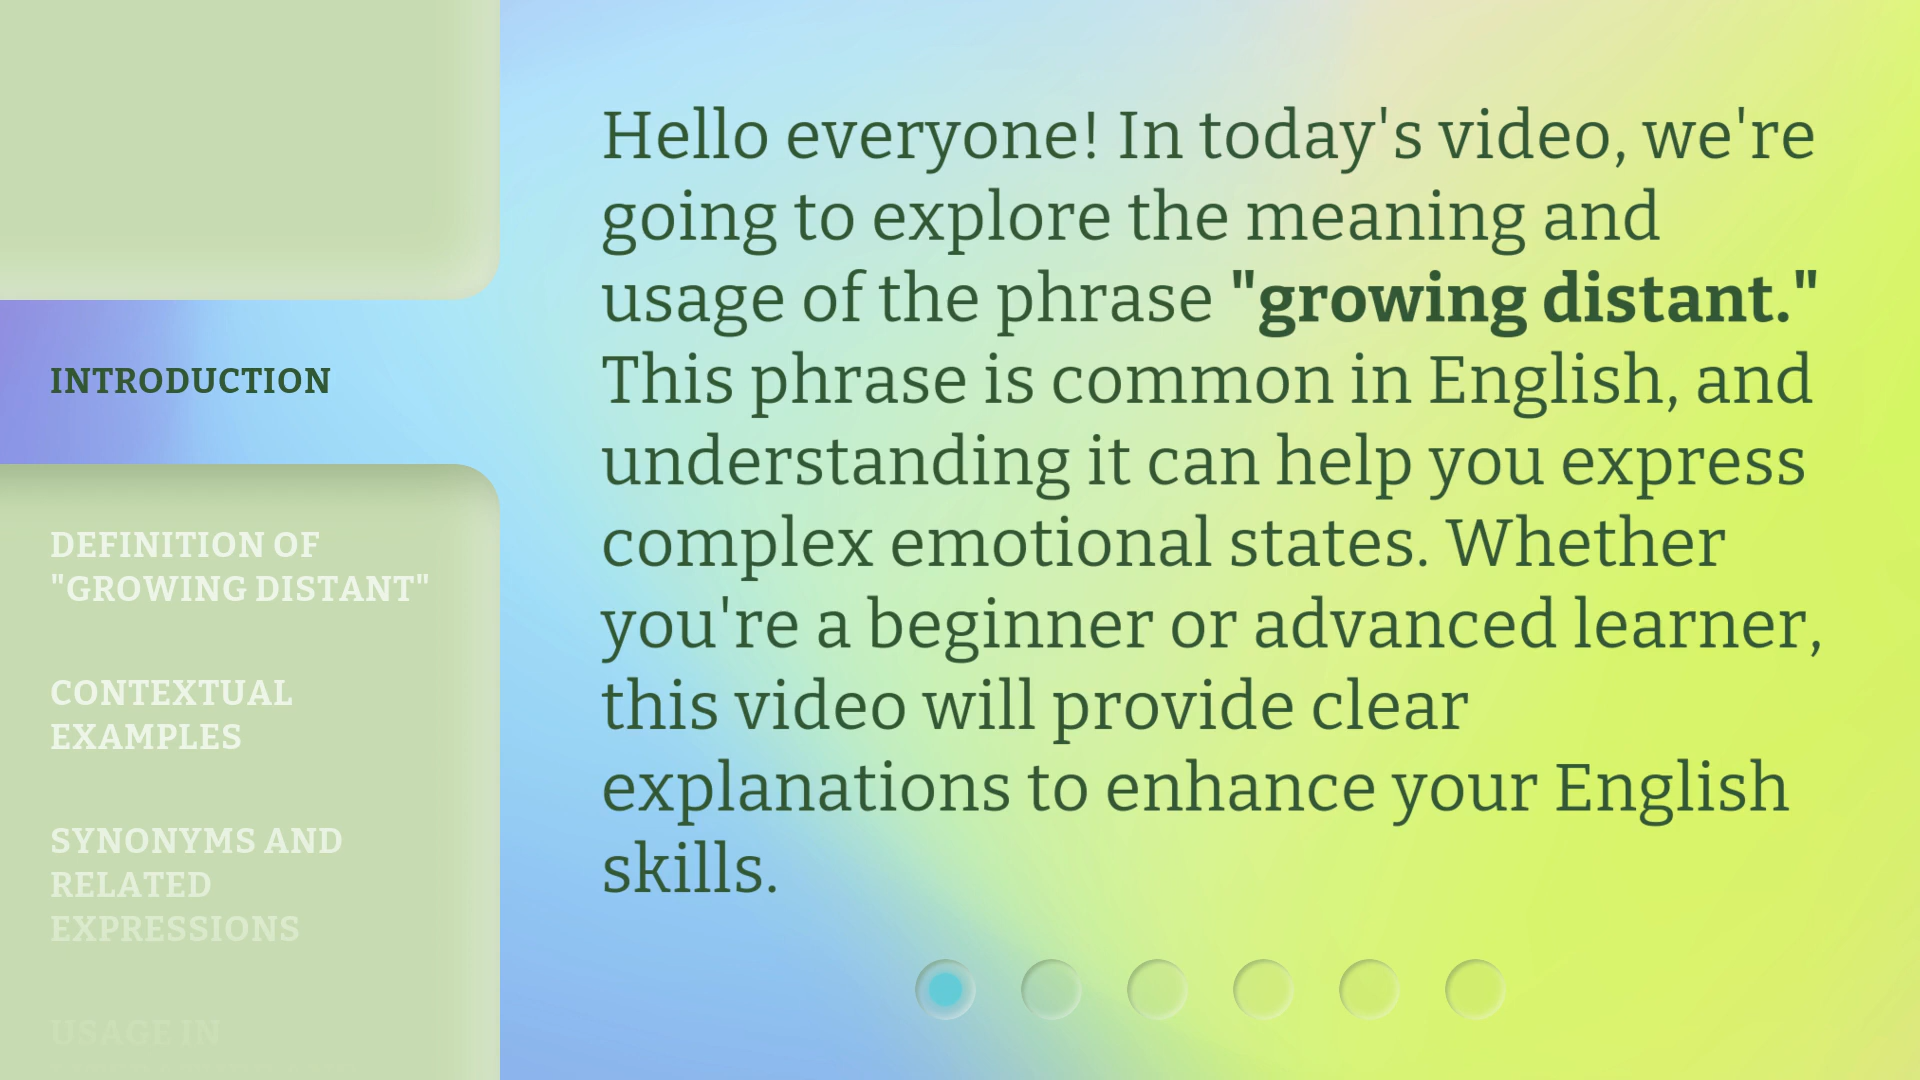 INTRODUCTION
DEFINITION OF
"GROWING DISTANT"
CONTEXTUAL
EXAMPLES
SYNONYMS AND
RELATED
EXPRESSIONS
USAGE IN
Hello everyone! In today's video, we're
going to explore the meaning and
usage of the phrase "growing distant."
This phrase is common in English, and
understanding it can help you express
complex emotional states. Whether
you're a beginner or advanced learner,
this video will provide clear
explanations to enhance your English
skills.